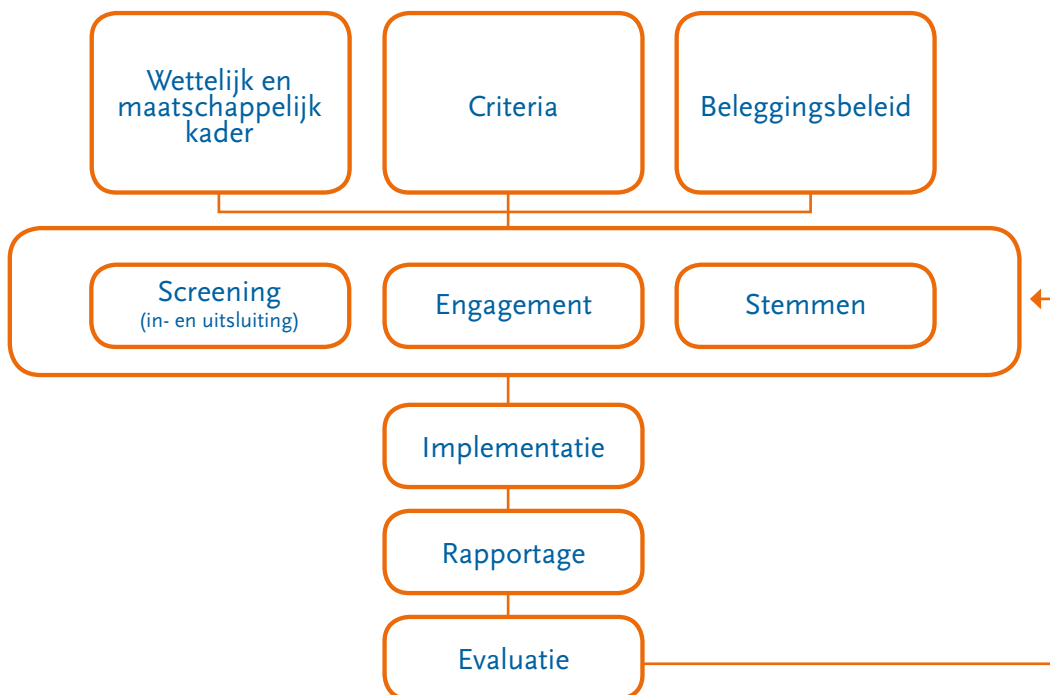 Wettelijk en
maatschappelijk
kader
Criteria
Beleggingsbeleid
Screening
(in- en uitsluiting)
Engagement
Stemmen
Implementatie
Rapportage
Evaluatie